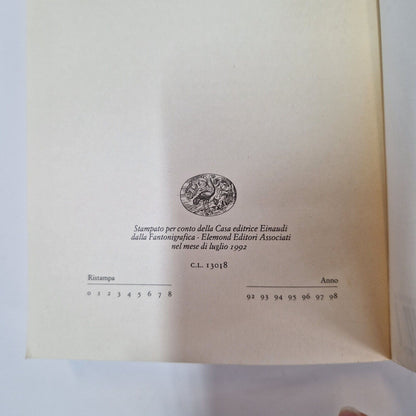 Stampato per conto della Casa editrice Einaudi
dalla Fantonigrafica - Elemond Editori Associati
nel mese di luglio 1992
C.L. 13018
Ristampa Anno
0 1 2 3 4 5 6 7 8 92 93 94 95 96 97 98